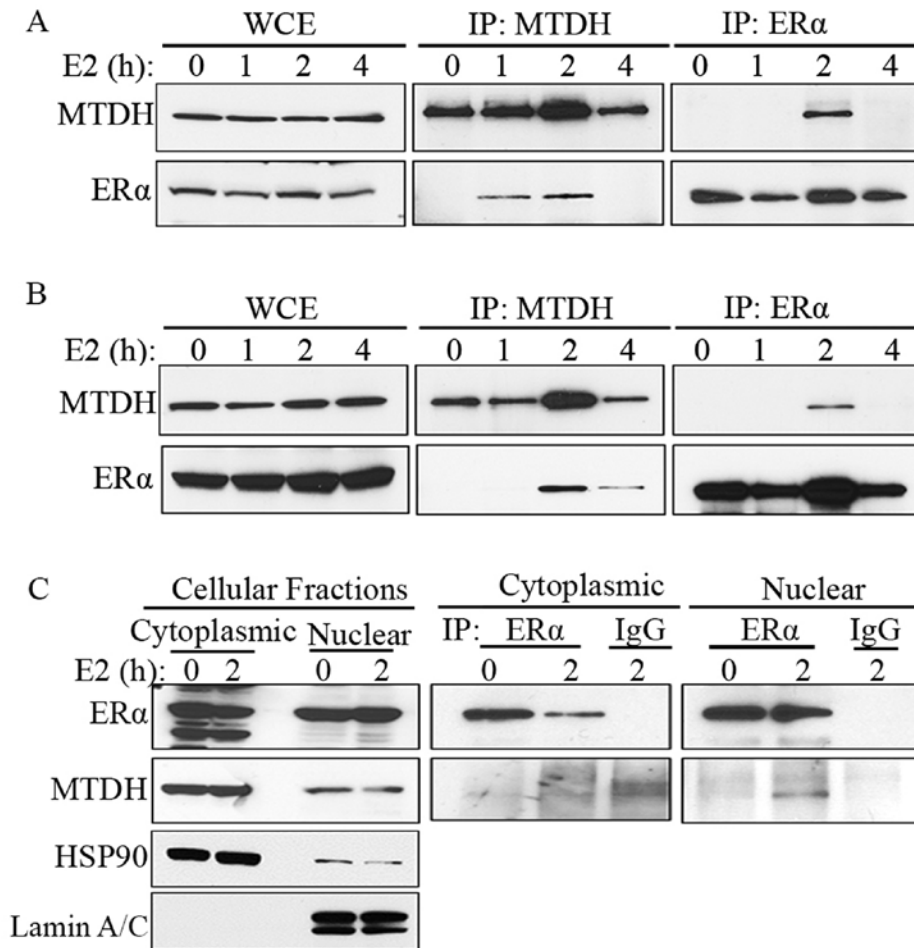 A
WCE IP: MTDH IP: ERα
E2 (h): 0 1 2 4 0 1 2 4 0 1 2 4
MTDH
ERα
B
WCE IP: MTDH IP: ERα
E2 (h): 0 1 2 4 0 1 2 4 0 1 2 4
MTDH
ERα
C
Cellular Fractions Cytoplasmic Nuclear
Cytoplasmic Nuclear IP: ERα IgG ERα IgG
E2 (h): 0 2 0 2 0 2 2 0 2 2
ERα
MTDH
HSP90
Lamin A/C